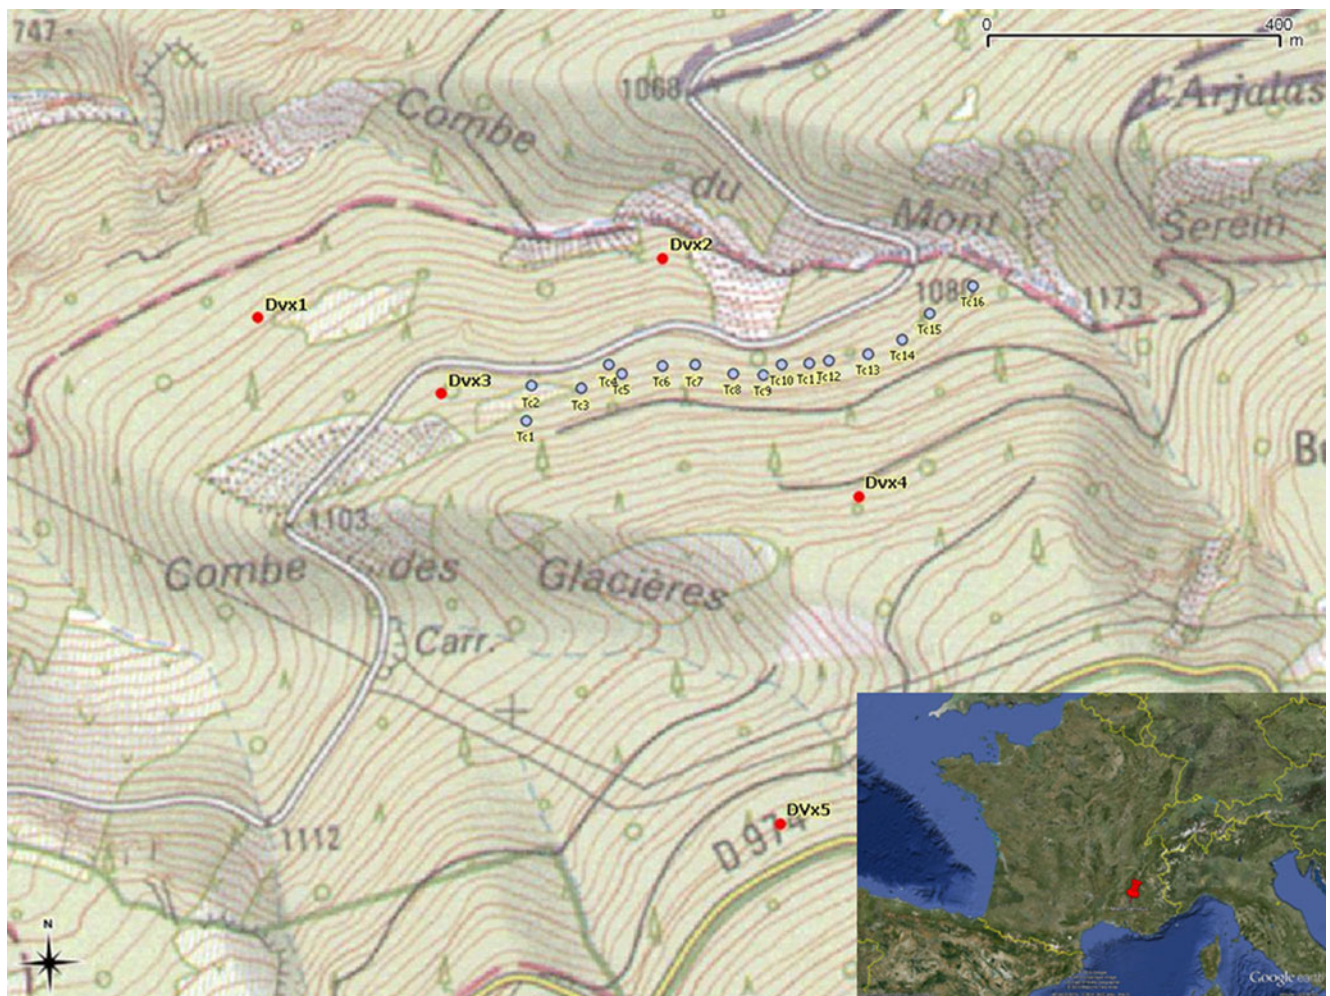 747
0 400
m
1068
L'Arjalas
Combe
du
Mont
Serein
Dvx2
Dvx1
1173
Tc16
Tc15
Tc14
Tc13
Tc12
Tc10
Tc9
Tc8
Tc7
Tc6
Tc5
Tc4
Tc3
Tc2
Tc1
Dvx3
Dvx4
1103
Combe des Glacières
Carr.
DVx5
D 974
1112
N
Google earth